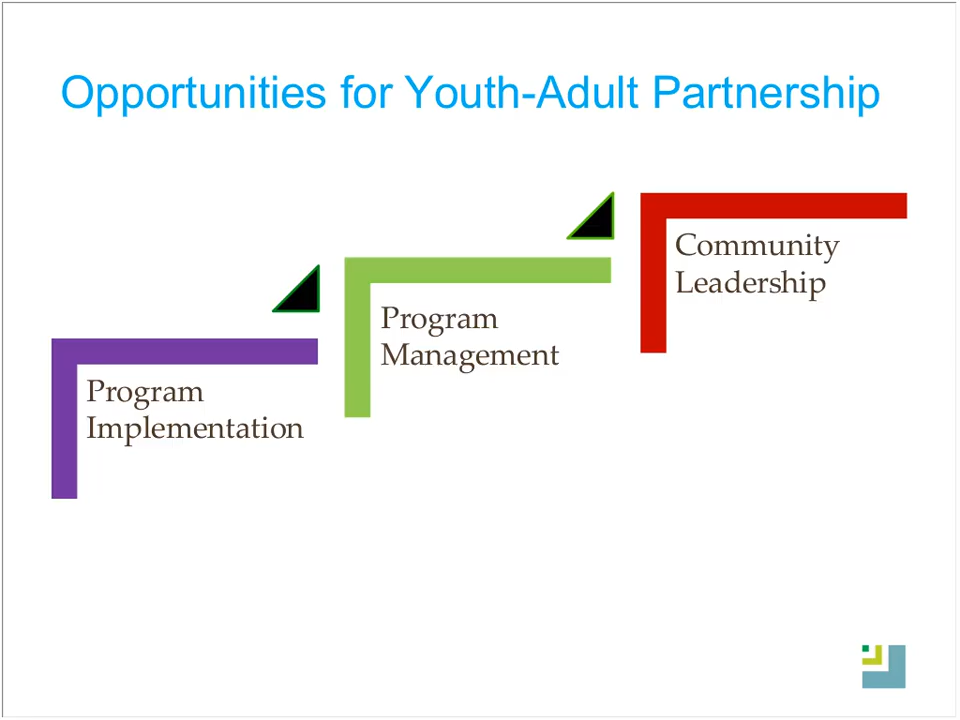 Opportunities for Youth-Adult Partnership
Program
Implementation
Program
Management
Community
Leadership